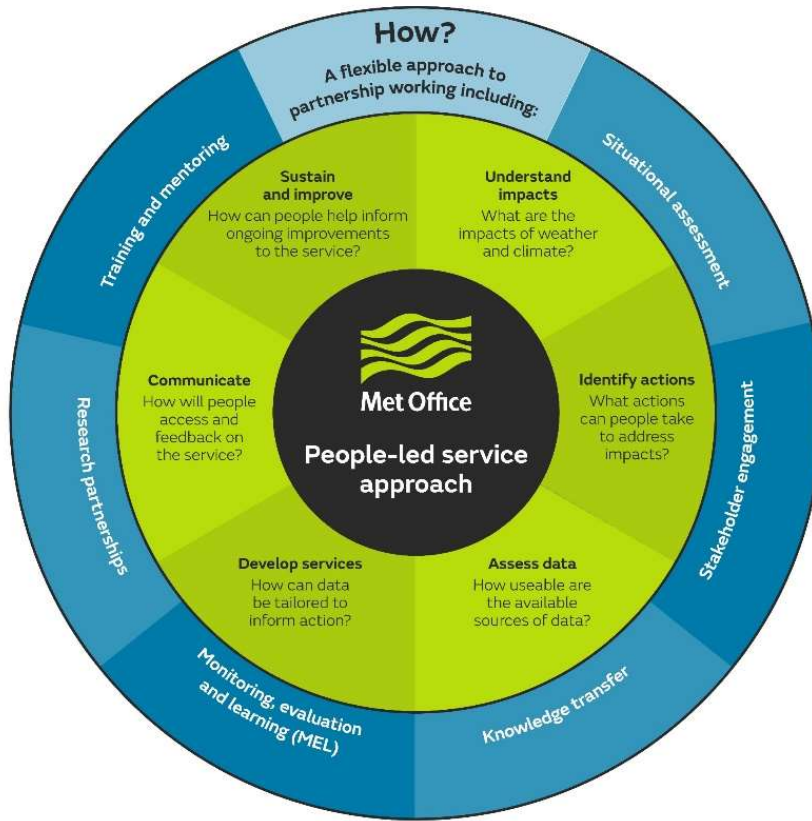 How?
A flexible approach to
partnership working including:
Situational assessment
Stakeholder engagement
Knowledge transfer
Monitoring, evaluation
and learning (MEL)
Research partnerships
Training and mentoring
Understand
impacts
What are the
impacts of weather
and climate?
Identify actions
What actions
can people take
to address
impacts?
Assess data
How useable are
the available
sources of data?
Develop services
How can data
be tailored to
inform action?
Communicate
How will people
access and
feedback on
the service?
Sustain
and improve
How can people help inform
ongoing improvements
to the service?
Met Office
People-led service
approach